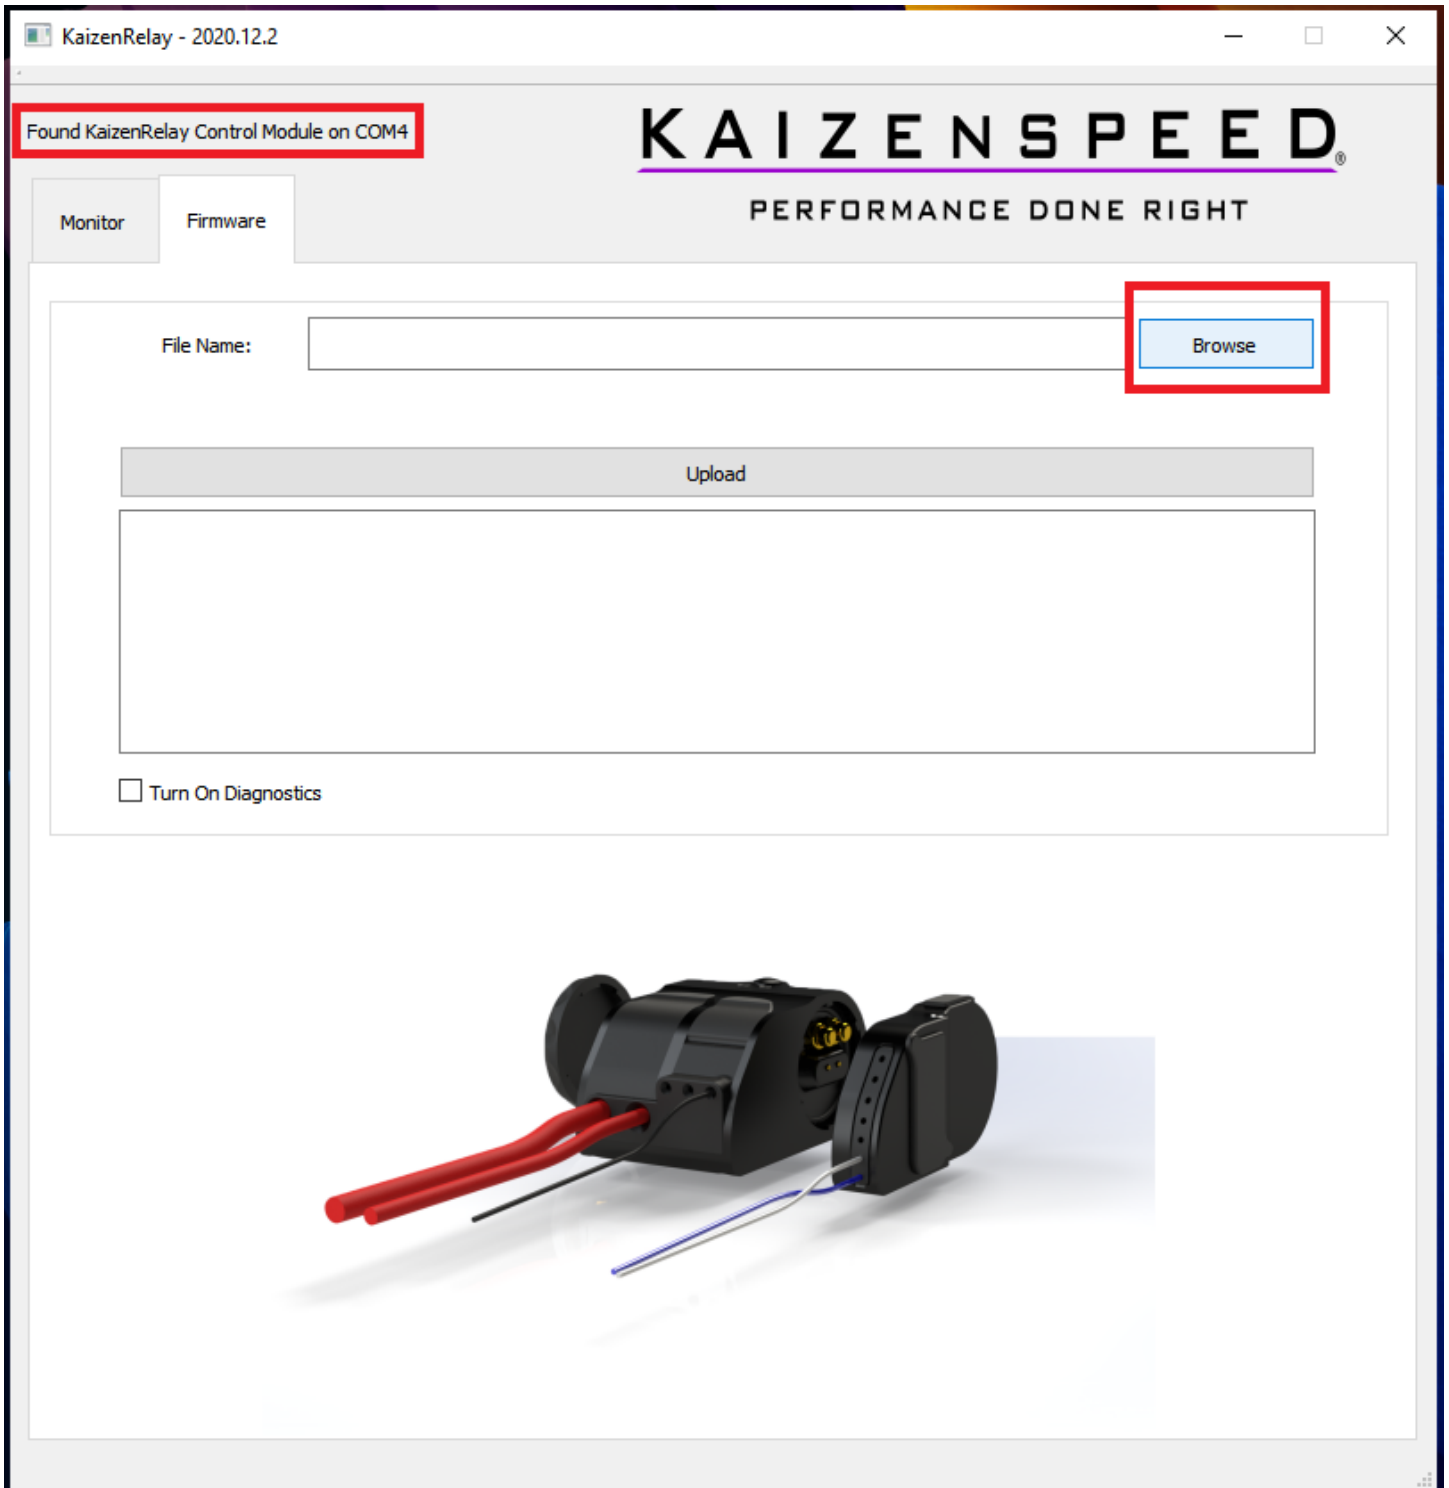 KaizenRelay - 2020.12.2
Found KaizenRelay Control Module on COM4
KAIZENSPEED®
PERFORMANCE DONE RIGHT
Monitor
Firmware
File Name:
Browse
Upload
Turn On Diagnostics